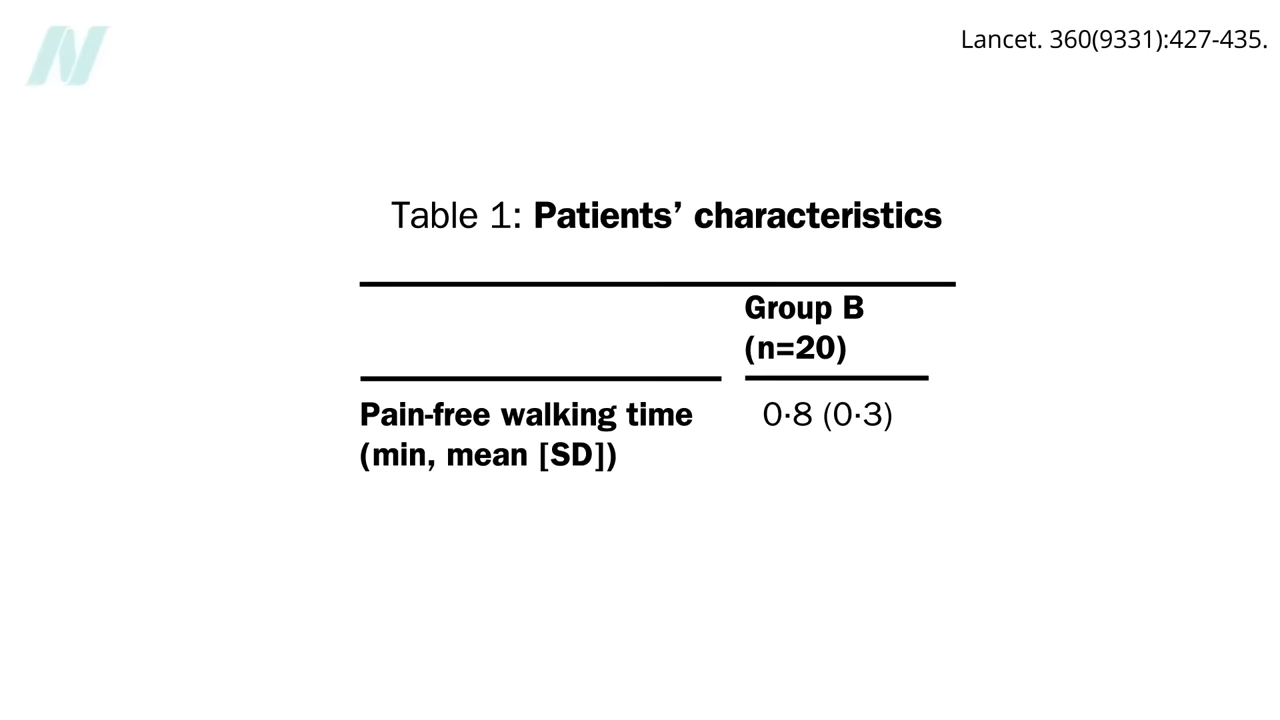 Lancet. 360(9331):427-435.
Table 1: Patients’ characteristics
Group B
(n=20)
Pain-free walking time 0·8 (0·3)
(min, mean [SD])